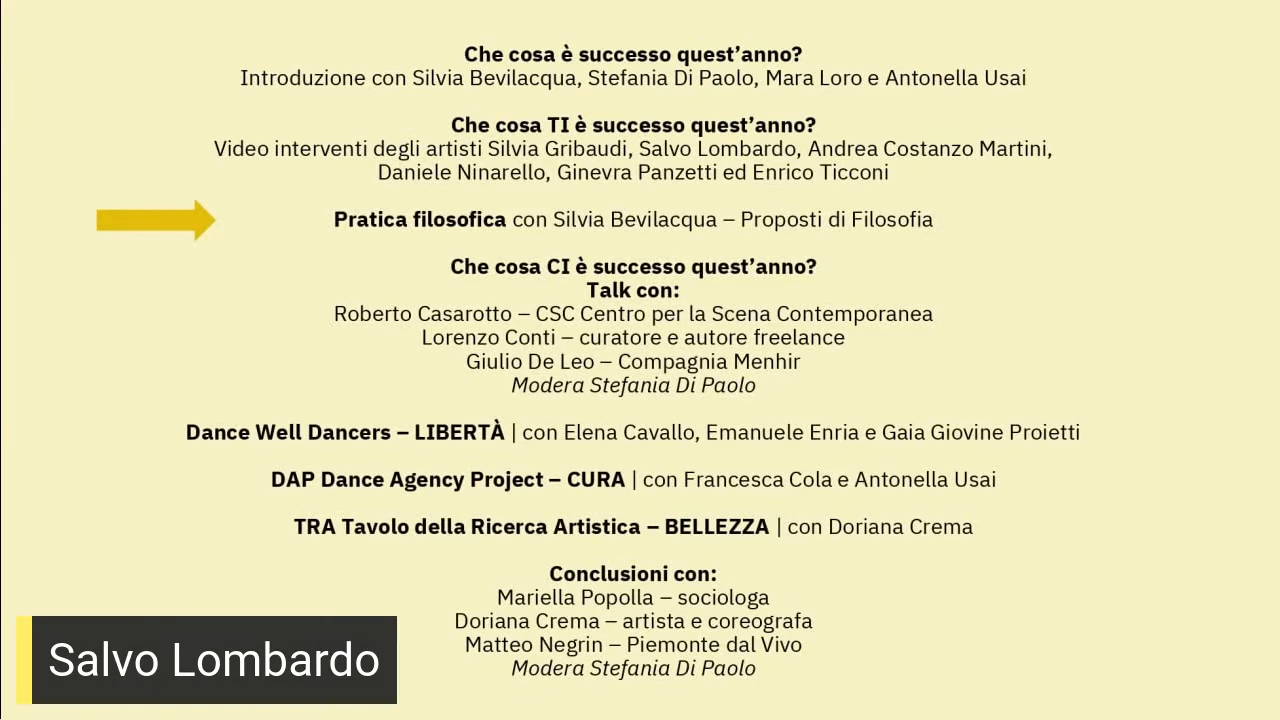 Che cosa è successo quest’anno?
Introduzione con Silvia Bevilacqua, Stefania Di Paolo, Mara Loro e Antonella Usai
Che cosa TI è successo quest’anno?
Video interventi degli artisti Silvia Gribaudi, Salvo Lombardo, Andrea Costanzo Martini,
Daniele Ninarello, Ginevra Panzetti ed Enrico Ticconi
Pratica filosofica con Silvia Bevilacqua – Proposti di Filosofia
Che cosa CI è successo quest’anno?
Talk con:
Roberto Casarotto – CSC Centro per la Scena Contemporanea
Lorenzo Conti – curatore e autore freelance
Giulio De Leo – Compagnia Menhir
Modera Stefania Di Paolo
Dance Well Dancers – LIBERTÀ | con Elena Cavallo, Emanuele Enria e Gaia Giovine Proietti
DAP Dance Agency Project – CURA | con Francesca Cola e Antonella Usai
TRA Tavolo della Ricerca Artistica – BELLEZZA | con Doriana Crema
Conclusioni con:
Mariella Popolla – sociologa
Doriana Crema – artista e coreografa
Matteo Negrin – Piemonte dal Vivo
Modera Stefania Di Paolo
Salvo Lombardo